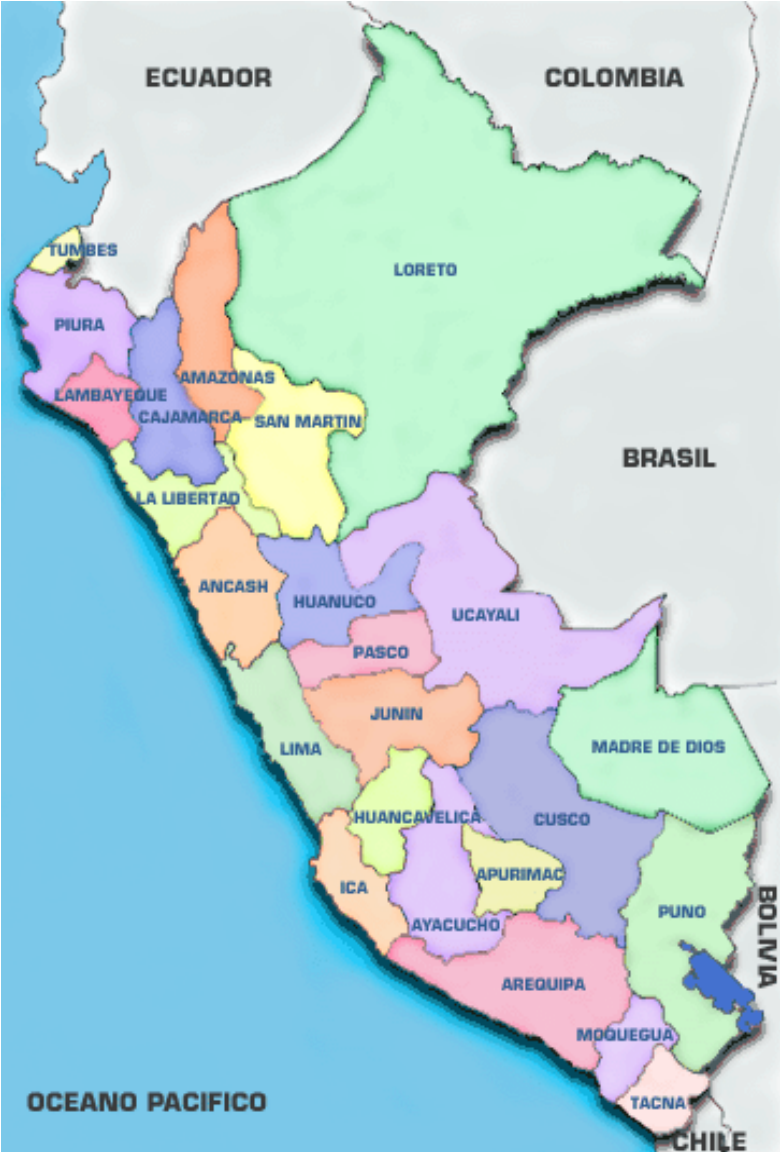 ECUADOR
COLOMBIA
TUMBES
LORETO
PIURA
AMAZONAS
LAMBAYEQUE
CAJAMARCA
SAN MARTIN
BRASIL
LA LIBERTAD
ANCASH
HUANUCO
UCAYALI
PASCO
JUNIN
LIMA
MADRE DE DIOS
HUANCAVELICA
CUSCO
APURIMAC
ICA
PUNO
AYACUCHO
BOLIVIA
AREQUIPA
MOQUEGUA
OCEANO PACIFICO
TACNA
CHILE